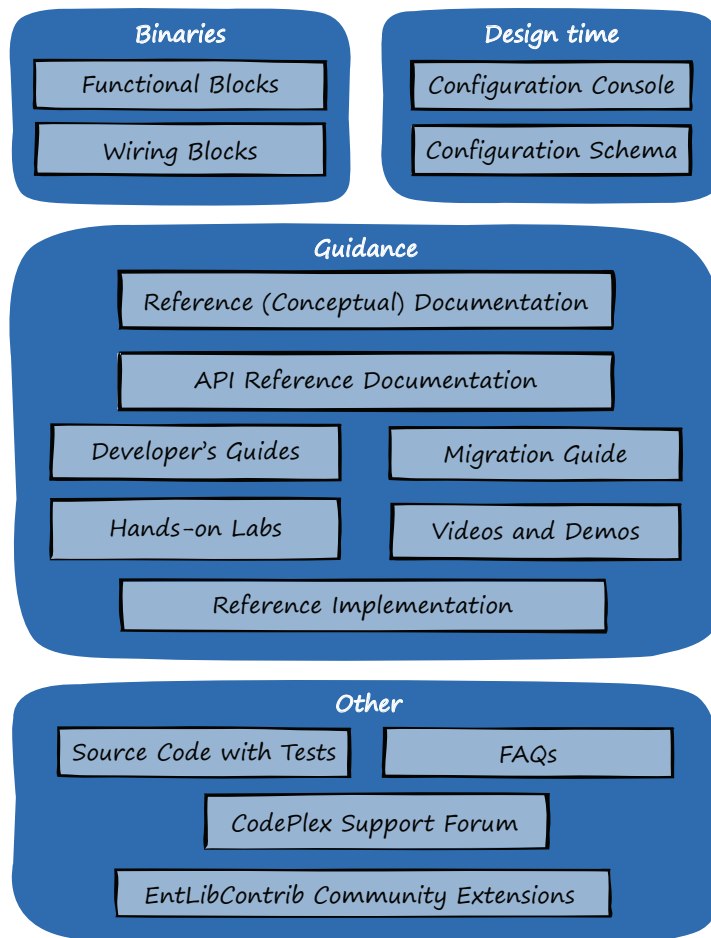 Binaries
Functional Blocks
Wiring Blocks
Design time
Configuration Console
Configuration Schema
Guidance
Reference (Conceptual) Documentation
API Reference Documentation
Developer’s Guides
Migration Guide
Hands-on Labs
Videos and Demos
Reference Implementation
Other
Source Code with Tests
FAQs
CodePlex Support Forum
EntLibContrib Community Extensions